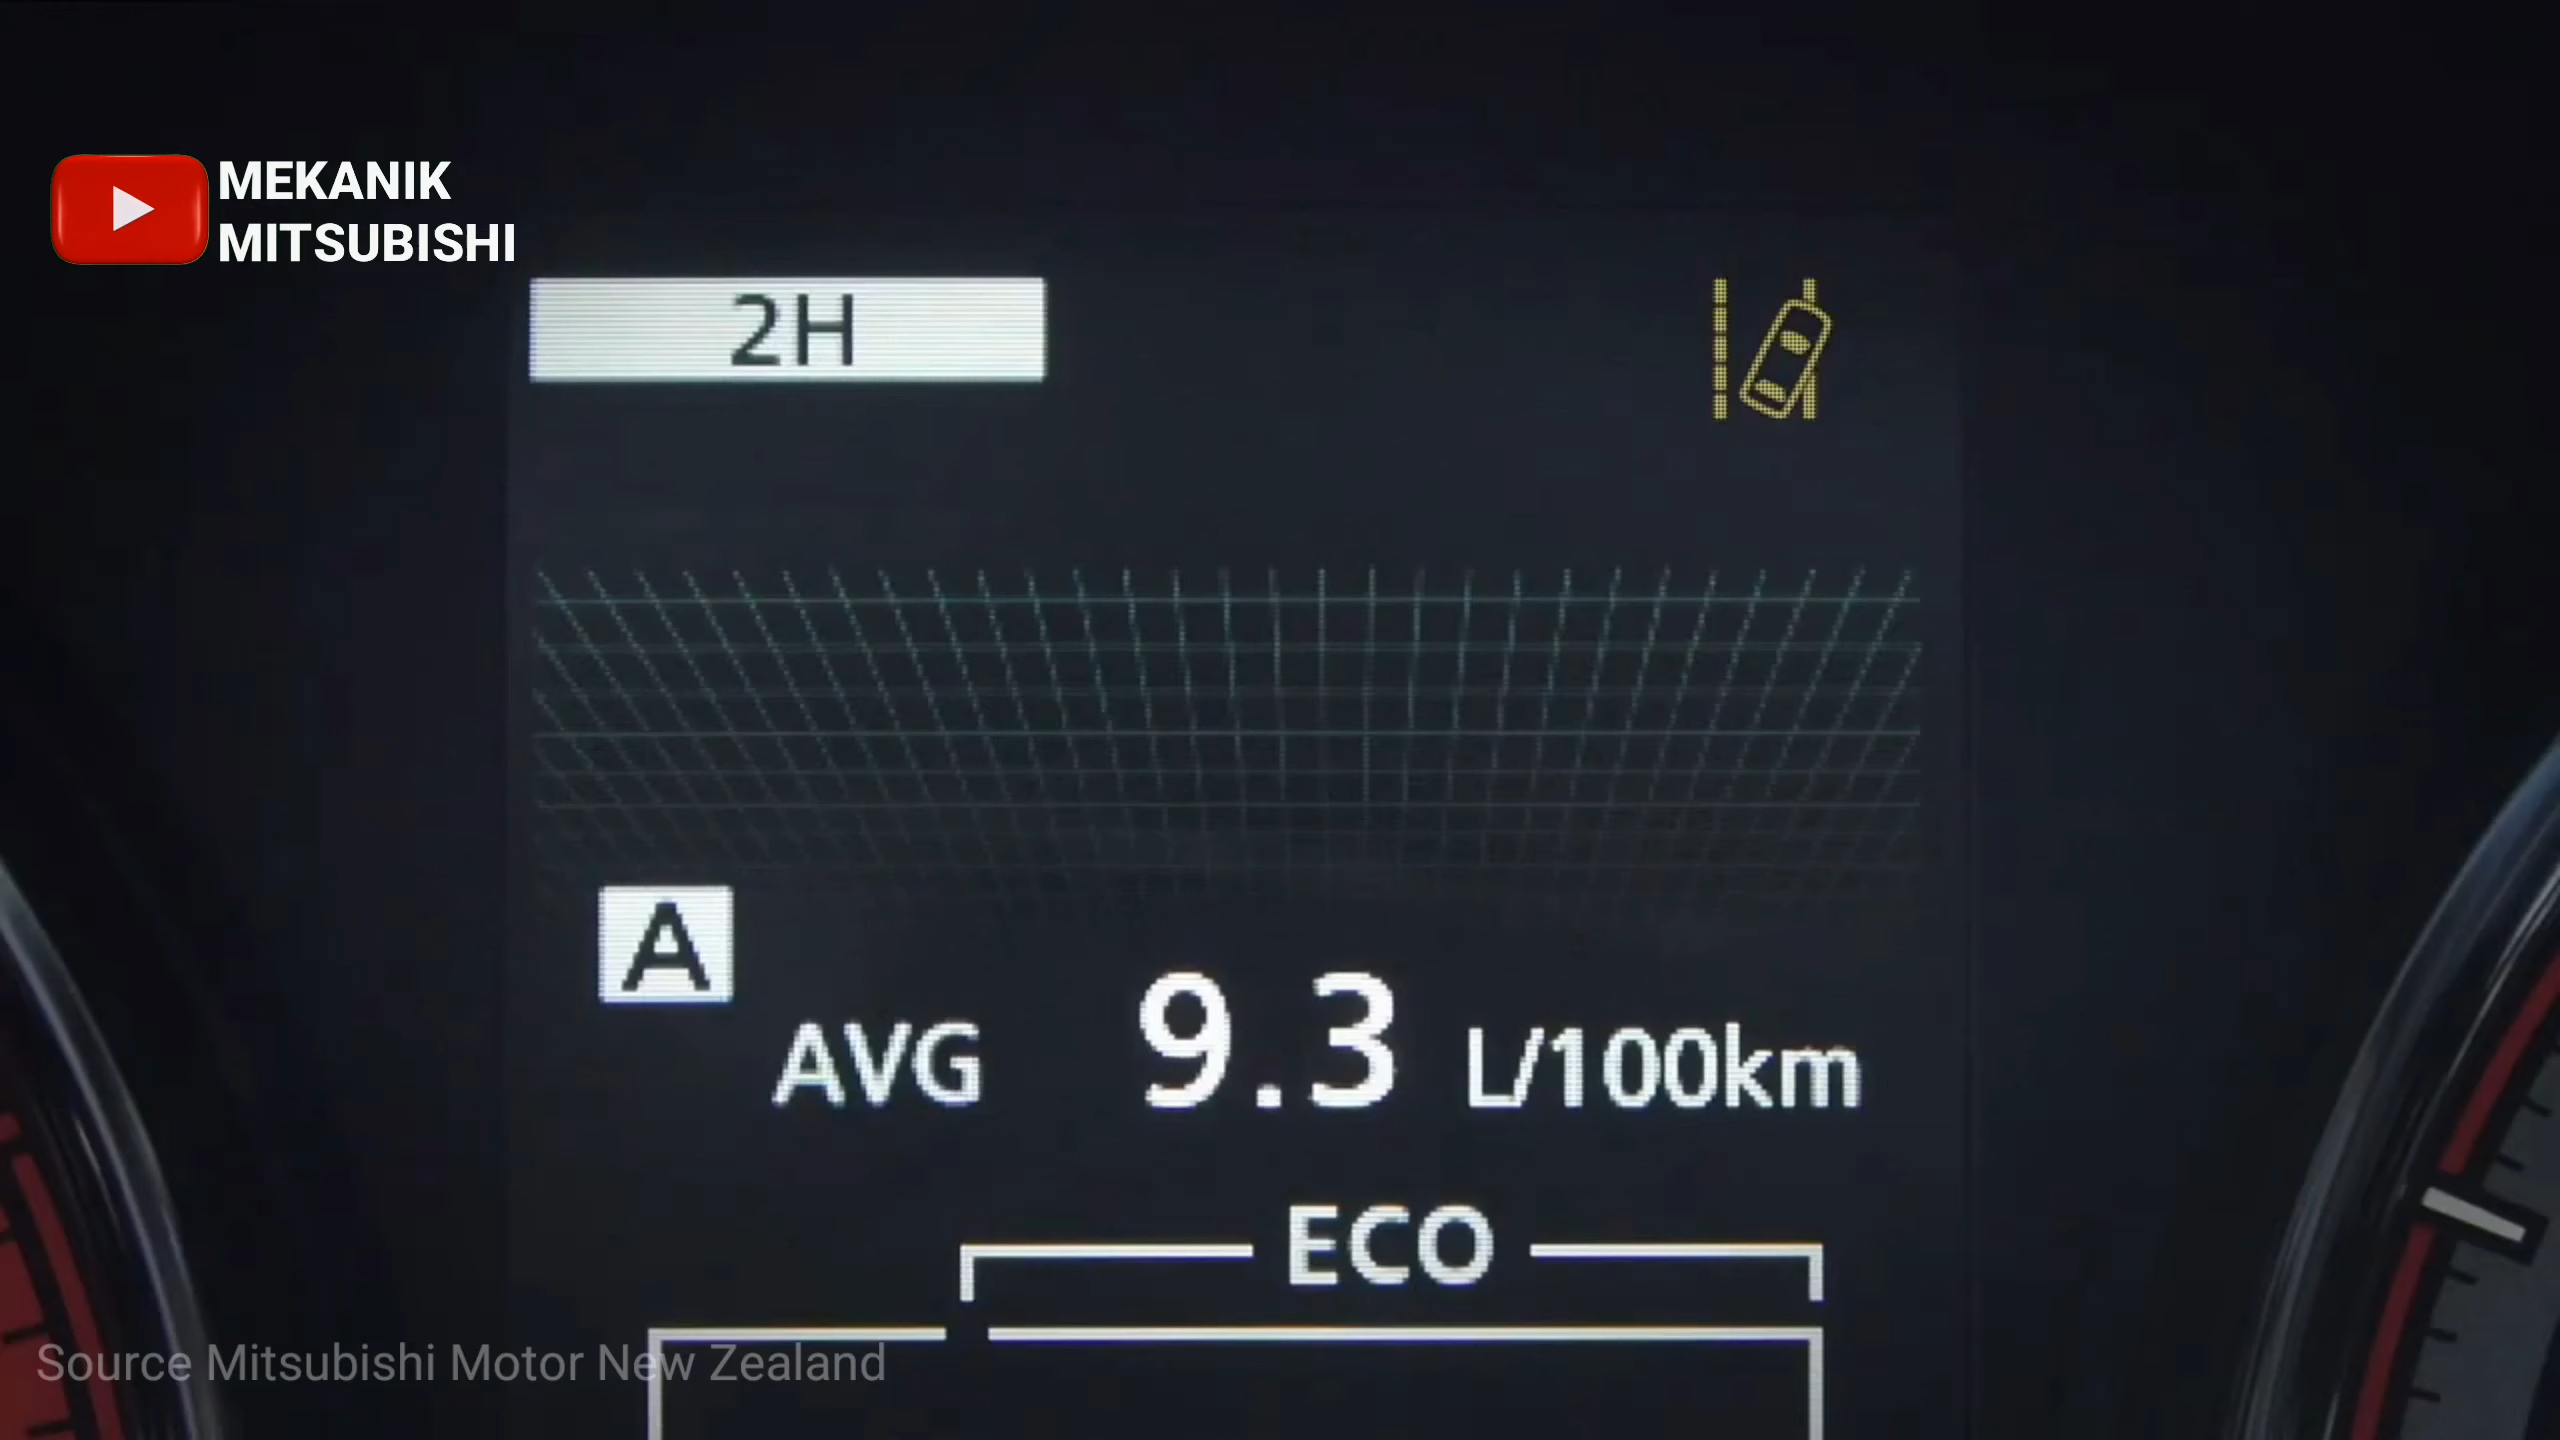 MEKANIK
MITSUBISHI
2H
A
AVG 9.3 L/100km
ECO
Source Mitsubishi Motor New Zealand